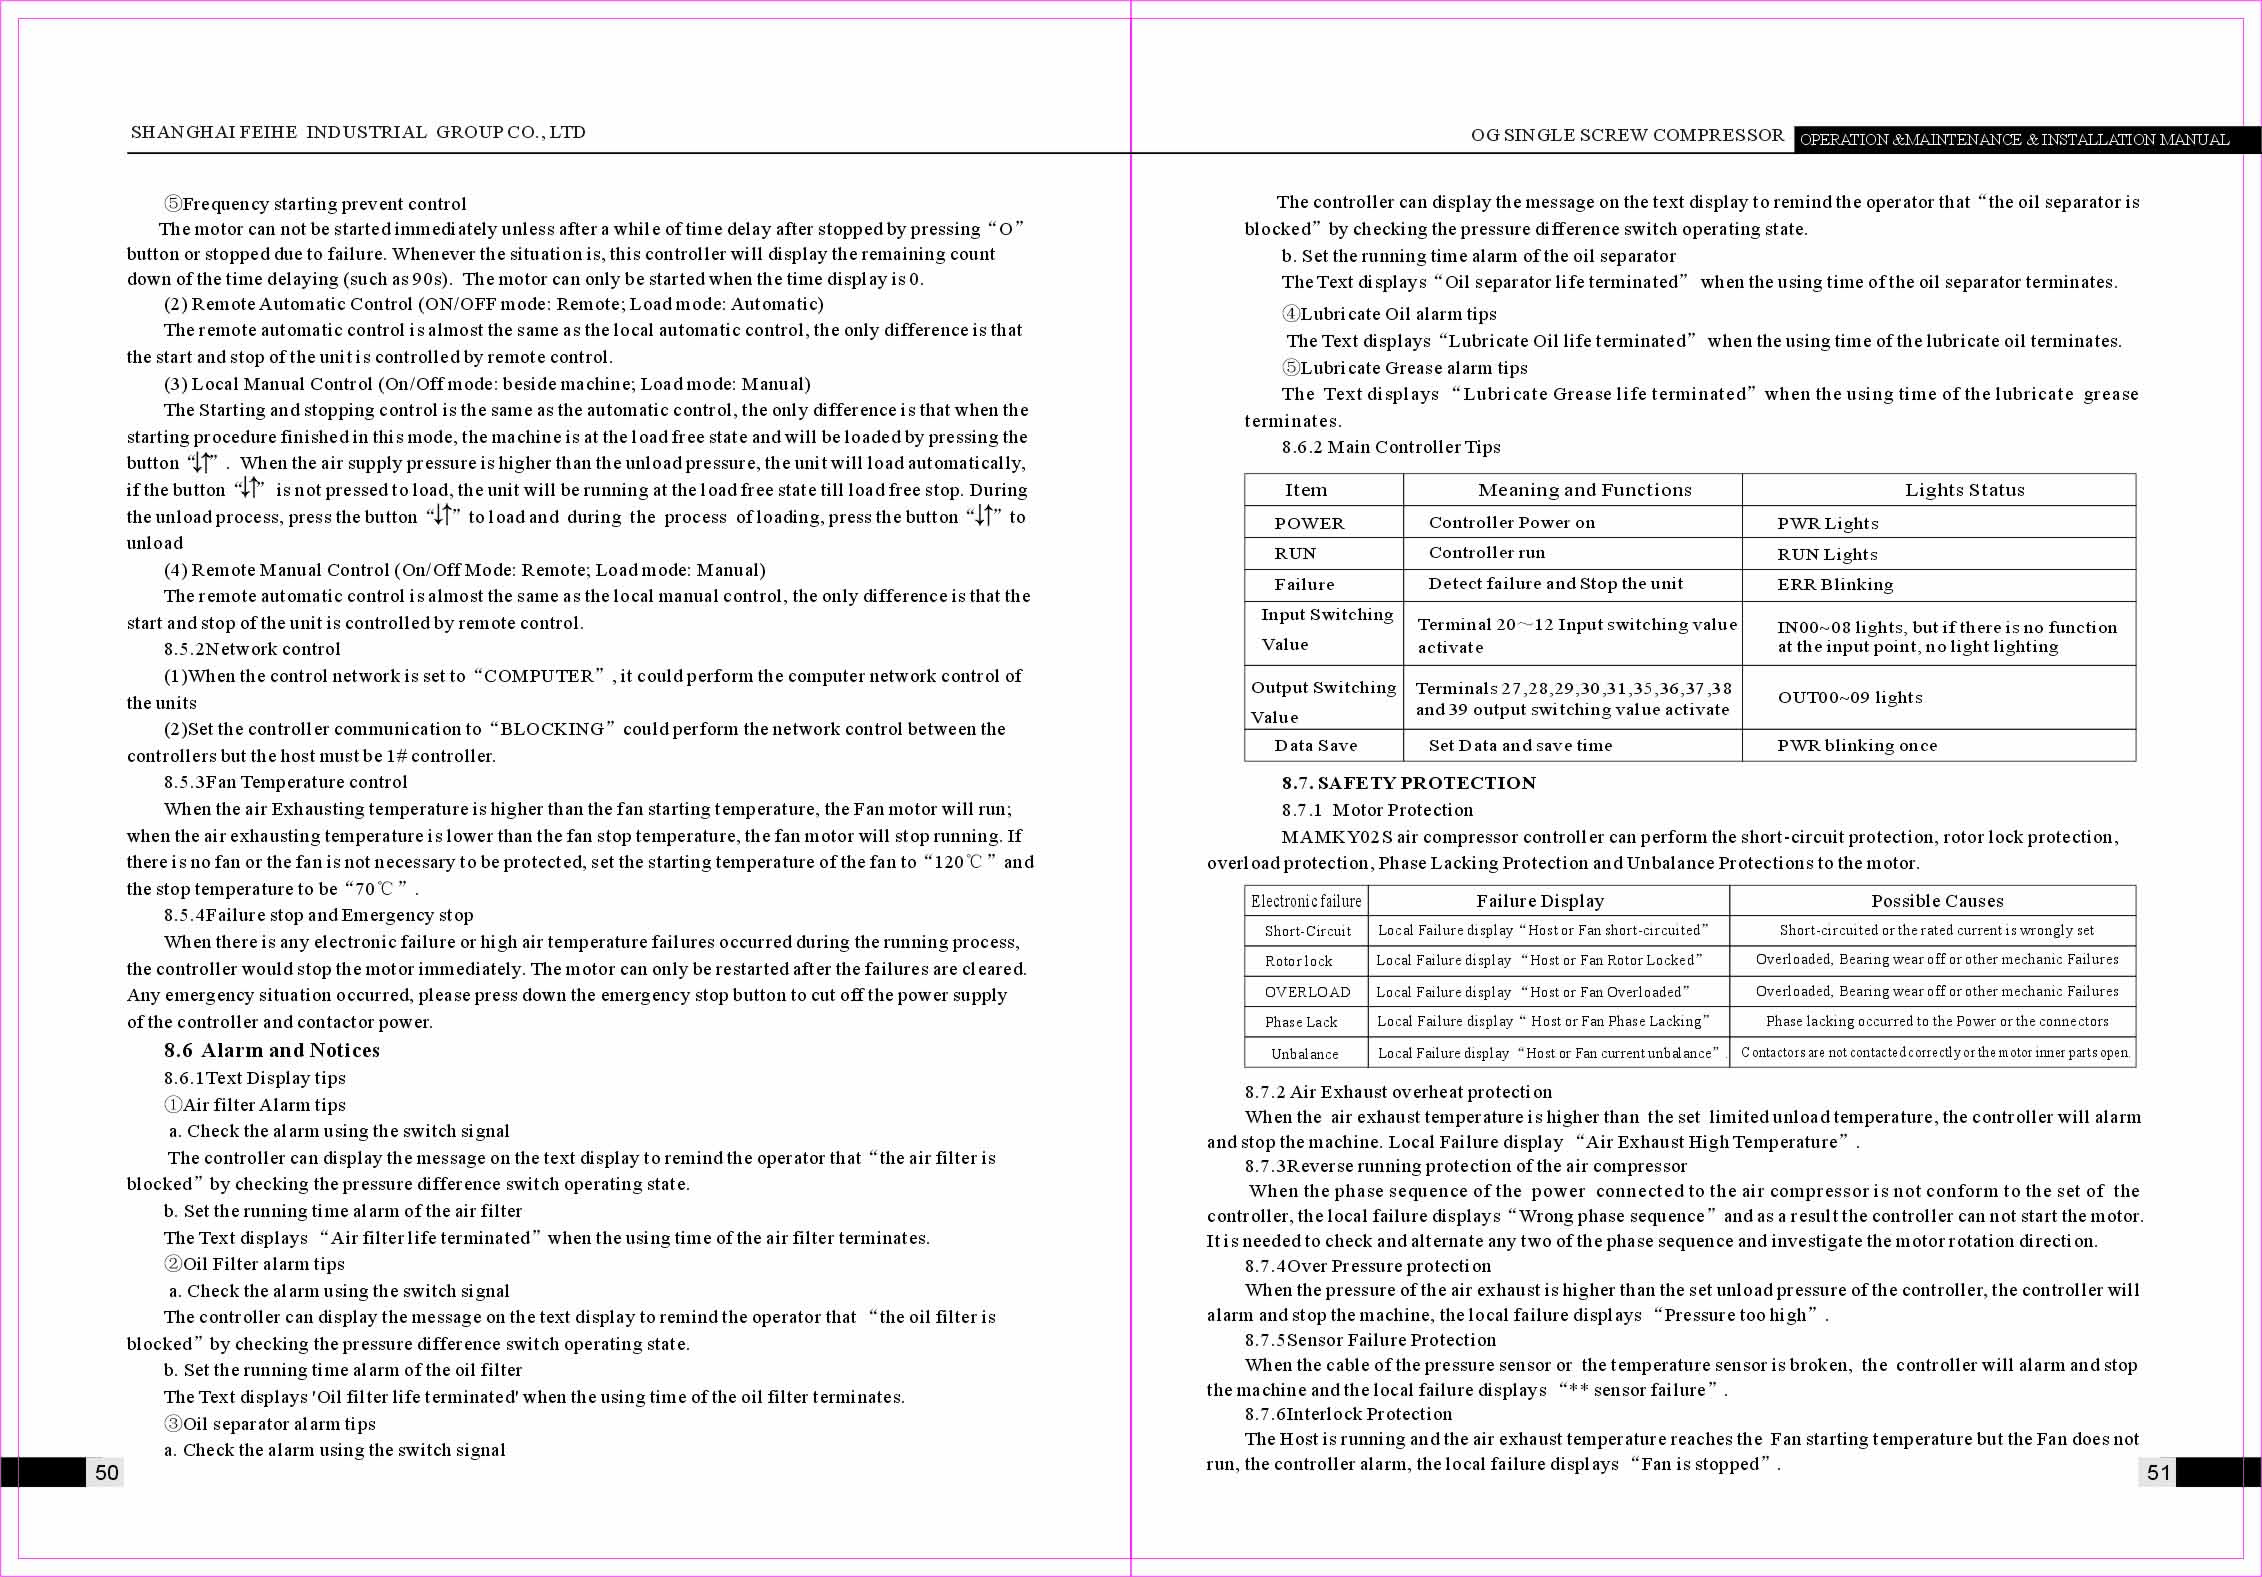 SHANGHAI FEIHE INDUSTRIAL GROUP CO., LTD
⑤Frequency starting prevent control
The motor can not be started immediately unless after a while of time delay after stopped by pressing“O”
button or stopped due to failure. Whenever the situation is, this controller will display the remaining count
down of the time delaying (such as 90s). The motor can only be started when the time display is 0.
(2) Remote Automatic Control (ON/OFF mode: Remote; Load mode: Automatic)
The remote automatic control is almost the same as the local automatic control, the only difference is that
the start and stop of the unit is controlled by remote control.
(3) Local Manual Control (On/Off mode: beside machine; Load mode: Manual)
The Starting and stopping control is the same as the automatic control, the only difference is that when the
starting procedure finished in this mode, the machine is at the load free state and will be loaded by pressing the
button “↓↑” . When the air supply pressure is higher than the unload pressure, the unit will load automatically,
if the button “↓↑” is not pressed to load, the unit will be running at the load free state till load free stop. During
the unload process, press the button “↓↑” to load and during the process of loading, press the button “↓↑” to
unload
(4) Remote Manual Control (On/Off Mode: Remote; Load mode: Manual)
The remote automatic control is almost the same as the local manual control, the only difference is that the
start and stop of the unit is controlled by remote control.
8.5.2Network control
(1)When the control network is set to“COMPUTER”, it could perform the computer network control of
the units
(2)Set the controller communication to“BLOCKING”could perform the network control between the
controllers but the host must be 1# controller.
8.5.3Fan Temperature control
When the air Exhausting temperature is higher than the fan starting temperature, the Fan motor will run;
when the air exhausting temperature is lower than the fan stop temperature, the fan motor will stop running. If
there is no fan or the fan is not necessary to be protected, set the starting temperature of the fan to“120℃”and
the stop temperature to be“70℃”.
8.5.4Failure stop and Emergency stop
When there is any electronic failure or high air temperature failures occurred during the running process,
the controller would stop the motor immediately. The motor can only be restarted after the failures are cleared.
Any emergency situation occurred, please press down the emergency stop button to cut off the power supply
of the controller and contactor power.
8.6 Alarm and Notices
8.6.1Text Display tips
①Air filter Alarm tips
a. Check the alarm using the switch signal
The controller can display the message on the text display to remind the operator that“the air filter is
blocked”by checking the pressure difference switch operating state.
b. Set the running time alarm of the air filter
The Text displays “Air filter life terminated”when the using time of the air filter terminates.
②Oil Filter alarm tips
a. Check the alarm using the switch signal
The controller can display the message on the text display to remind the operator that “the oil filter is
blocked”by checking the pressure difference switch operating state.
b. Set the running time alarm of the oil filter
The Text displays 'Oil filter life terminated' when the using time of the oil filter terminates.
③Oil separator alarm tips
a. Check the alarm using the switch signal
50
OG SINGLE SCREW COMPRESSOR OPERATION &MAINTENANCE & INSTALLATION MANUAL
The controller can display the message on the text display to remind the operator that“the oil separator is
blocked”by checking the pressure difference switch operating state.
b. Set the running time alarm of the oil separator
The Text displays“Oil separator life terminated” when the using time of the oil separator terminates.
④Lubricate Oil alarm tips
The Text displays“Lubricate Oil life terminated” when the using time of the lubricate oil terminates.
⑤Lubricate Grease alarm tips
The Text displays “Lubricate Grease life terminated”when the using time of the lubricate grease
terminates.
8.6.2 Main Controller Tips
Item Meaning and Functions Lights Status
POWER Controller Power on PWR Lights
RUN Controller run RUN Lights
Failure Detect failure and Stop the unit ERR Blinking
Input Switching
Value
Terminal 20～12 Input switching value
activate
IN00~08 lights, but if there is no function
at the input point, no light lighting
Output Switching
Value
Terminals 27,28,29,30,31,35,36,37,38
and 39 output switching value activate
OUT00~09 lights
Data Save Set Data and save time PWR blinking once
8.7. SAFETY PROTECTION
8.7.1 Motor Protection
MAMKY02S air compressor controller can perform the short-circuit protection, rotor lock protection,
overload protection, Phase Lacking Protection and Unbalance Protections to the motor.
Electronic failure Failure Display Possible Causes
Short-Circuit Local Failure display“Host or Fan short-circuited” Short-circuited or the rated current is wrongly set
Rotor lock Local Failure display “Host or Fan Rotor Locked” Overloaded, Bearing wear off or other mechanic Failures
OVERLOAD Local Failure display “Host or Fan Overloaded” Overloaded, Bearing wear off or other mechanic Failures
Phase Lack Local Failure display“ Host or Fan Phase Lacking” Phase lacking occurred to the Power or the connectors
Unbalance Local Failure display “Host or Fan current unbalance”. Contactors are not contacted correctly or the motor inner parts open.
8.7.2 Air Exhaust overheat protection
When the air exhaust temperature is higher than the set limited unload temperature, the controller will alarm
and stop the machine. Local Failure display “Air Exhaust High Temperature”.
8.7.3Reverse running protection of the air compressor
When the phase sequence of the power connected to the air compressor is not conform to the set of the
controller, the local failure displays“Wrong phase sequence”and as a result the controller can not start the motor.
It is needed to check and alternate any two of the phase sequence and investigate the motor rotation direction.
8.7.4Over Pressure protection
When the pressure of the air exhaust is higher than the set unload pressure of the controller, the controller will
alarm and stop the machine, the local failure displays “Pressure too high”.
8.7.5Sensor Failure Protection
When the cable of the pressure sensor or the temperature sensor is broken, the controller will alarm and stop
the machine and the local failure displays “** sensor failure”.
8.7.6Interlock Protection
The Host is running and the air exhaust temperature reaches the Fan starting temperature but the Fan does not
run, the controller alarm, the local failure displays “Fan is stopped”.
51